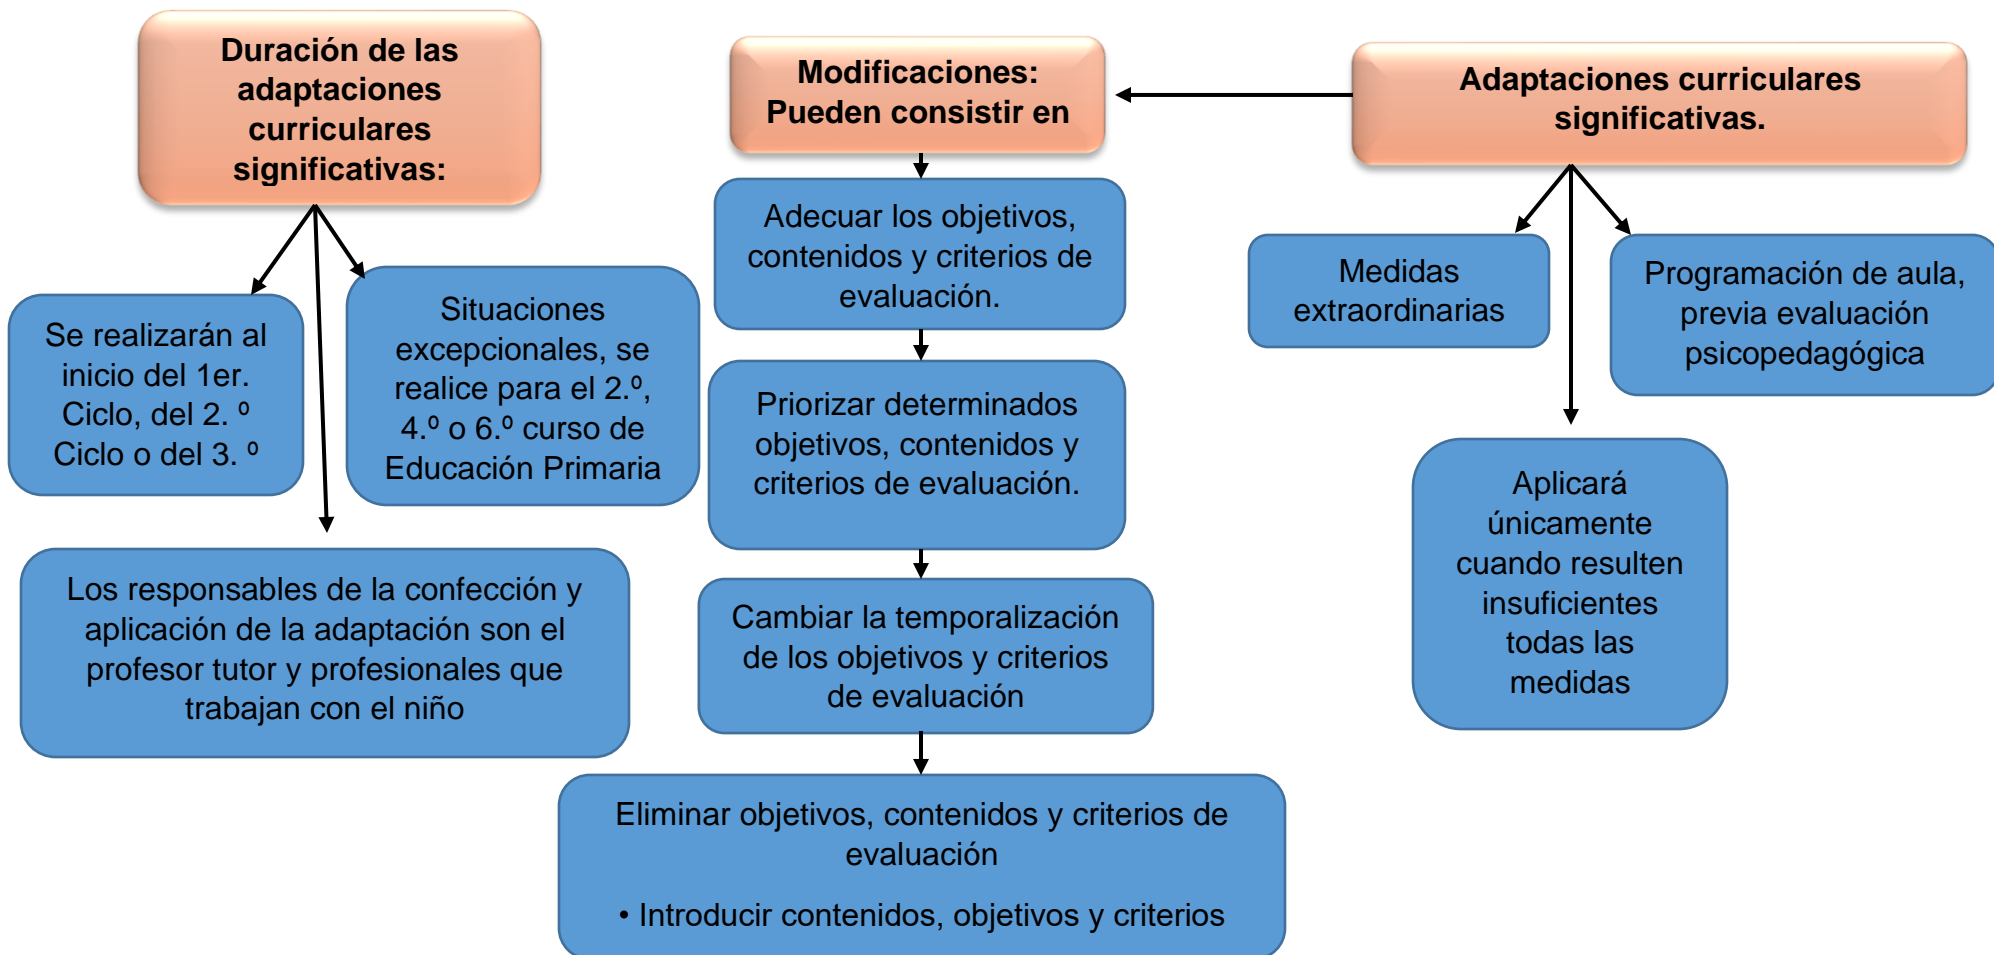 Duración de las
adaptaciones
curriculares
significativas:
Se realizarán al
inicio del 1er.
Ciclo, del 2. º
Ciclo o del 3. º
Situaciones
excepcionales, se
realice para el 2.º,
4.º o 6.º curso de
Educación Primaria
Los responsables de la confección y
aplicación de la adaptación son el
profesor tutor y profesionales que
trabajan con el niño
Modificaciones:
Pueden consistir en
Adecuar los objetivos,
contenidos y criterios de
evaluación.
Priorizar determinados
objetivos, contenidos y
criterios de evaluación.
Cambiar la temporalización
de los objetivos y criterios
de evaluación
Eliminar objetivos, contenidos y criterios de
evaluación
• Introducir contenidos, objetivos y criterios
Adaptaciones curriculares
significativas.
Medidas
extraordinarias
Programación de aula,
previa evaluación
psicopedagógica
Aplicará
únicamente
cuando resulten
insuficientes
todas las
medidas